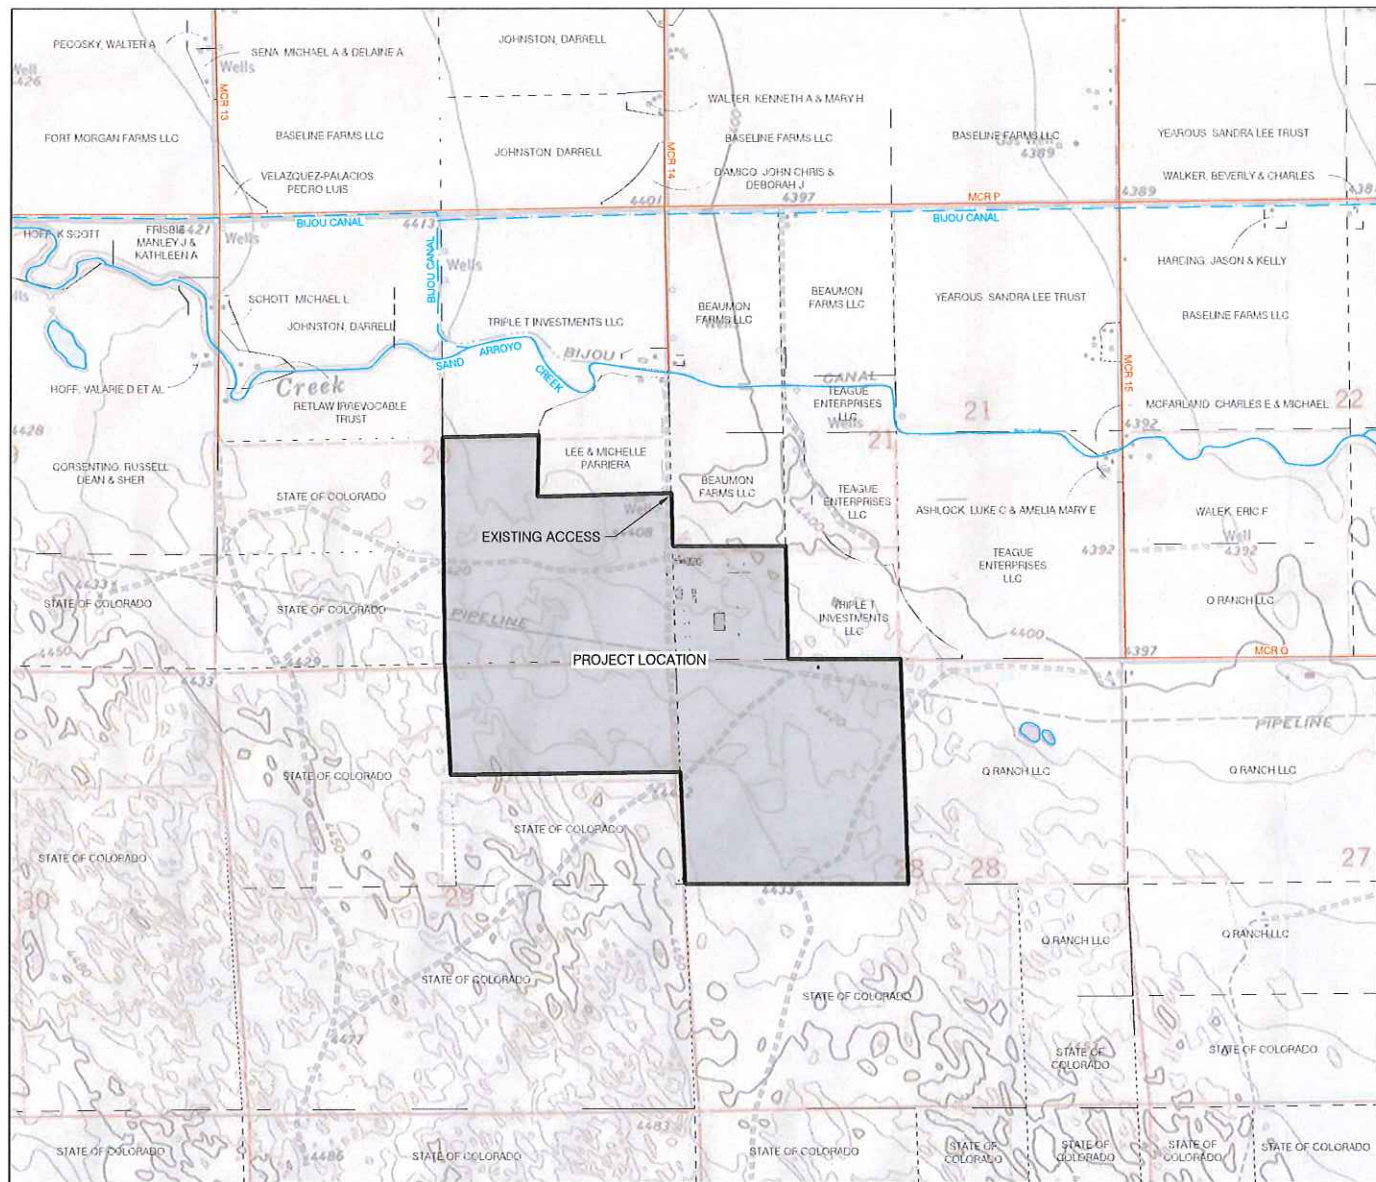 PECOSKY, WALTER A
SENA MICHAEL A & DELAINE A
JOHNSTON, DARRELL
Well
4426
Wells
MCR 13
WALTER, KENNETH A & MARY H
FORT MORGAN FARMS LLC
BASELINE FARMS LLC
JOHNSTON, DARRELL
MCR 14
BASELINE FARMS LLC
BASELINE FARMS LLC
Gas Well
4389
YEAROUS SANDRA LEE TRUST
VELAZQUEZ-PALACIOS,
PEDRO LUIS
DAMICO JOHN CHRIS &
DEBORAH J
WALKER, BEVERLY & CHARLES
4401
4397
MCR P
4389
BIJOU CANAL
4413
BIJOU CANAL
HOFF, K SCOTT
FRISBIE
MANLEY J &
KATHLEEN A
4421
Wells
BIJOU CANAL
Wells
HARDING, JASON & KELLY
SCHOTT MICHAEL L
JOHNSTON, DARRELL
TRIPLE T INVESTMENTS LLC
BEAUMON
FARMS LLC
Wells
BEAUMON
FARMS LLC
YEAROUS SANDRA LEE TRUST
BASELINE FARMS LLC
SAND ARROYO CREEK
BIJOU
CANAL
MCR 15
HOFF, VALARIE D ET AL
Creek
RETLAW IRREVOCABLE
TRUST
TEAGUE
ENTERPRISES
LLC
Wells
21
MCFARLAND CHARLES E & MICHAEL
22
4392
4428
20
21
CORSENTINO, RUSSELL
DEAN & SHER
STATE OF COLORADO
LEE & MICHELLE
PARRIERA
BEAUMON
FARMS LLC
TEAGUE
ENTERPRISES
LLC
ASHLOCK, LUKE C & AMELIA MARY E
WALEK, ERIC F
EXISTING ACCESS
4408
4400
Well
4392
4392
TEAGUE
ENTERPRISES
LLC
4433
STATE OF COLORADO
STATE OF COLORADO
4420
PIPELINE
TRIPLE T
INVESTMENTS
LLC
Q RANCH LLC
4400
4450
4429
4433
PROJECT LOCATION
4397
MCR Q
4420
PIPELINE
STATE OF COLORADO
Q RANCH LLC
Q RANCH LLC
4450
STATE OF COLORADO
STATE OF COLORADO
30
29
4433
28
28
27
Q RANCH LLC
Q RANCH LLC
4460
STATE OF COLORADO
4450
STATE OF COLORADO
4477
STATE OF
COLORADO
STATE OF COLORADO
4483
4486
STATE OF COLORADO
STATE OF COLORADO
STATE OF COLORADO
STATE OF
COLORADO
STATE OF
COLORADO
STATE OF
COLORADO
STATE OF COLORADO